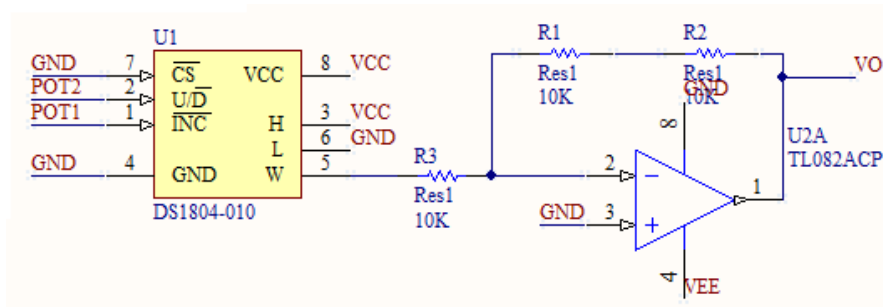 U1
GND 7 CS VCC 8 VCC
POT2 2 U/D
POT1 1 INC H 3 VCC
L 6 GND
GND 4 GND W 5
DS1804-010
R3
Res1
10K
R1
Res1
10K
R2
Res1
10K
GND
8
VO
U2A
TL082ACP
2
1
GND 3
4
VEE